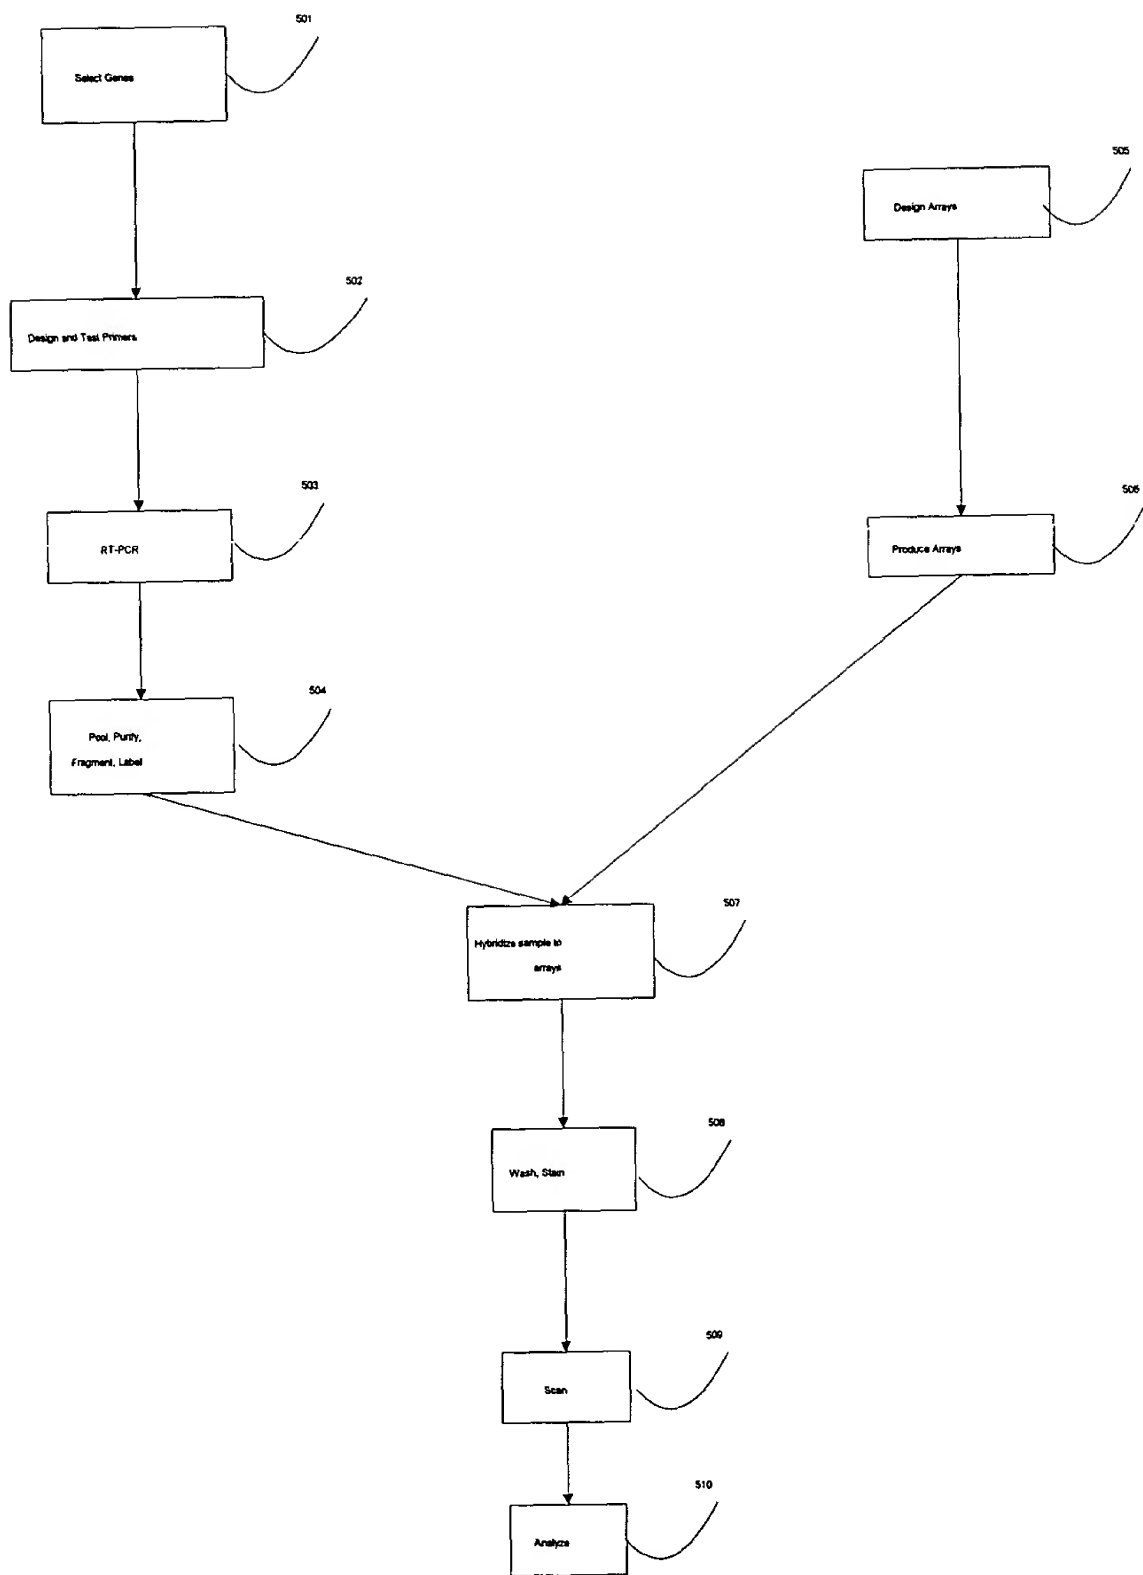 501
Select Genes
505
Design Arrays
502
Design and Test Primers
503
RT-PCR
506
Produce Arrays
504
Pool, Purify,
Fragment, Label
507
Hybridize sample to
arrays
508
Wash, Stain
509
Scan
510
Analyze